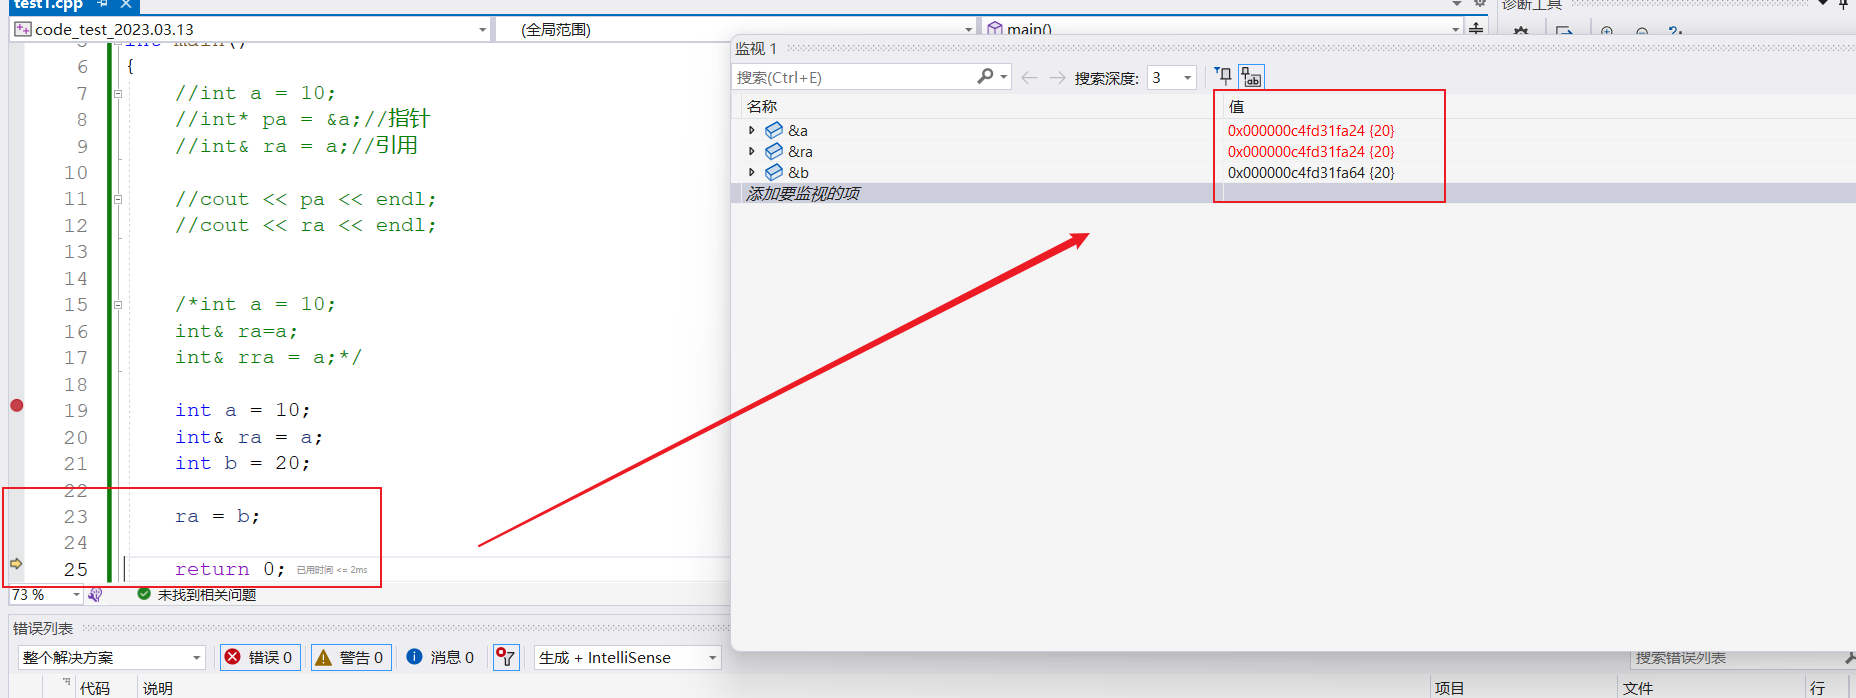 test1.cpp
诊断工具
code_test_2023.03.13
(全局范围)
main()
5 int main()
6 {
7 //int a = 10;
8 //int* pa = &a;//指针
9 //int& ra = a;//引用
10
11 //cout << pa << endl;
12 //cout << ra << endl;
13
14
15 /*int a = 10;
16 int& ra=a;
17 int& rra = a;*/
18
19 int a = 10;
20 int& ra = a;
21 int b = 20;
22
23 ra = b;
24
25 return 0; 已用时间 <= 2ms
73 %
未找到相关问题
监视 1
搜索(Ctrl+E)
搜索深度: 3
名称 值
&a 0x000000c4fd31fa24 {20}
&ra 0x000000c4fd31fa24 {20}
&b 0x000000c4fd31fa64 {20}
添加要监视的项
错误列表
整个解决方案 错误 0 警告 0 消息 0 生成 + IntelliSense 搜索错误列表
代码 说明 项目 文件 行